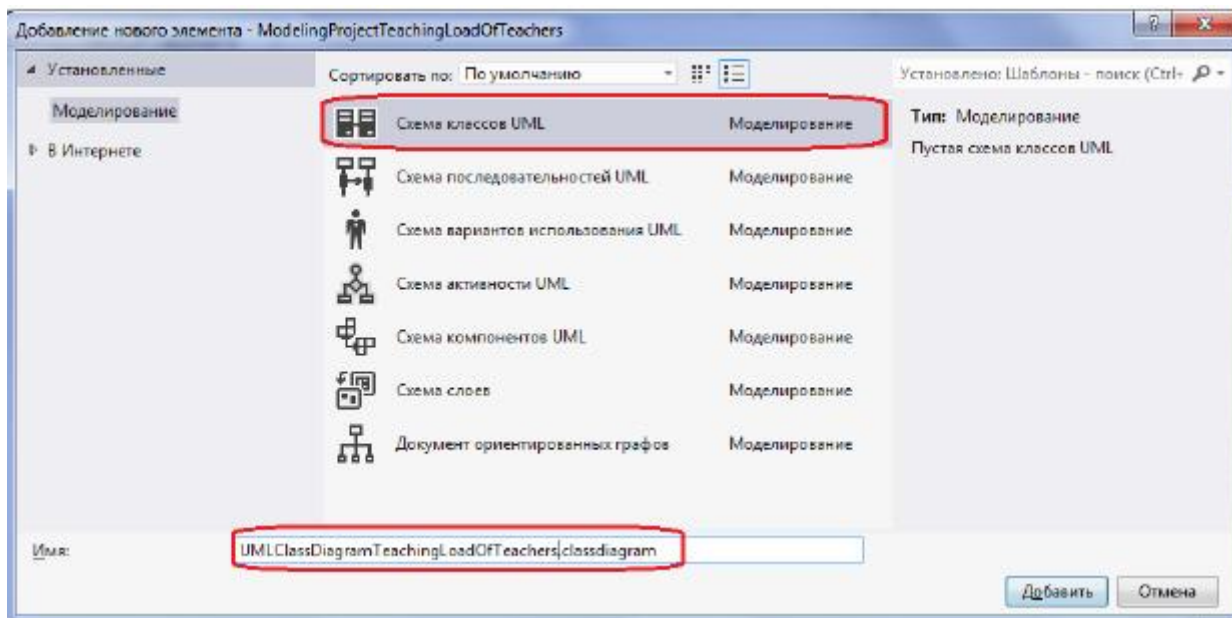 Добавление нового элемента - ModelingProjectTeachingLoadOfTeachers
Установленные
Моделирование
В Интернете
Сортировать по: По умолчанию
Схема классов UML Моделирование
Схема последовательностей UML Моделирование
Схема вариантов использования UML Моделирование
Схема активности UML Моделирование
Схема компонентов UML Моделирование
Схема слоев Моделирование
Документ ориентированных графов Моделирование
Установлено: Шаблоны - поиск (Ctrl+
Тип: Моделирование
Пустая схема классов UML
Имя: UMLClassDiagramTeachingLoadOfTeachers.classdiagram
Добавить Отмена